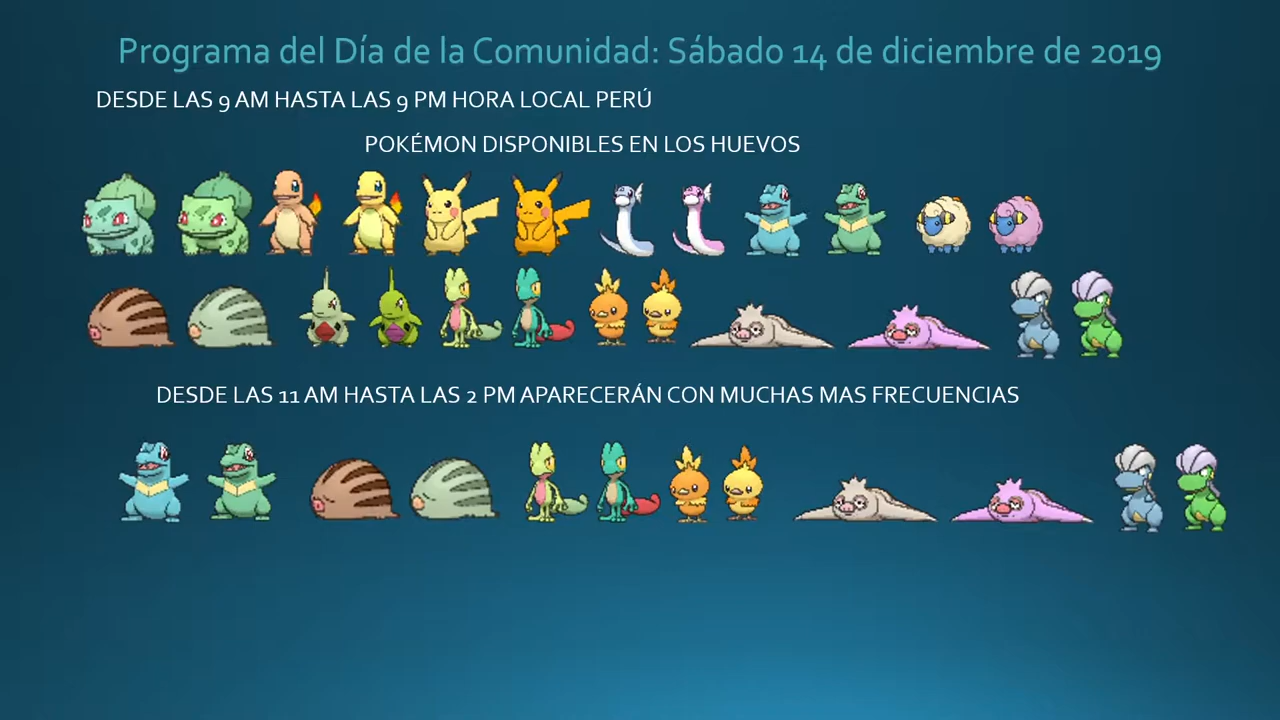 Programa del Día de la Comunidad: Sábado 14 de diciembre de 2019
DESDE LAS 9 AM HASTA LAS 9 PM HORA LOCAL PERÚ
POKÉMON DISPONIBLES EN LOS HUEVOS
DESDE LAS 11 AM HASTA LAS 2 PM APARECERÁN CON MUCHAS MAS FRECUENCIAS